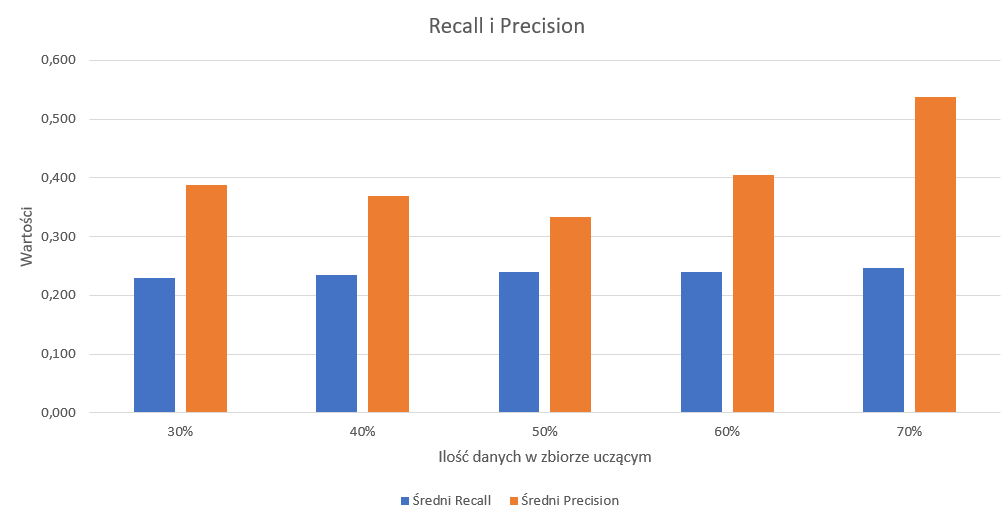 Recall i Precision
0,600
0,500
0,400
0,300
0,200
0,100
0,000
Wartości
30% 40% 50% 60% 70%
Ilość danych w zbiorze uczącym
Średni Recall Średni Precision